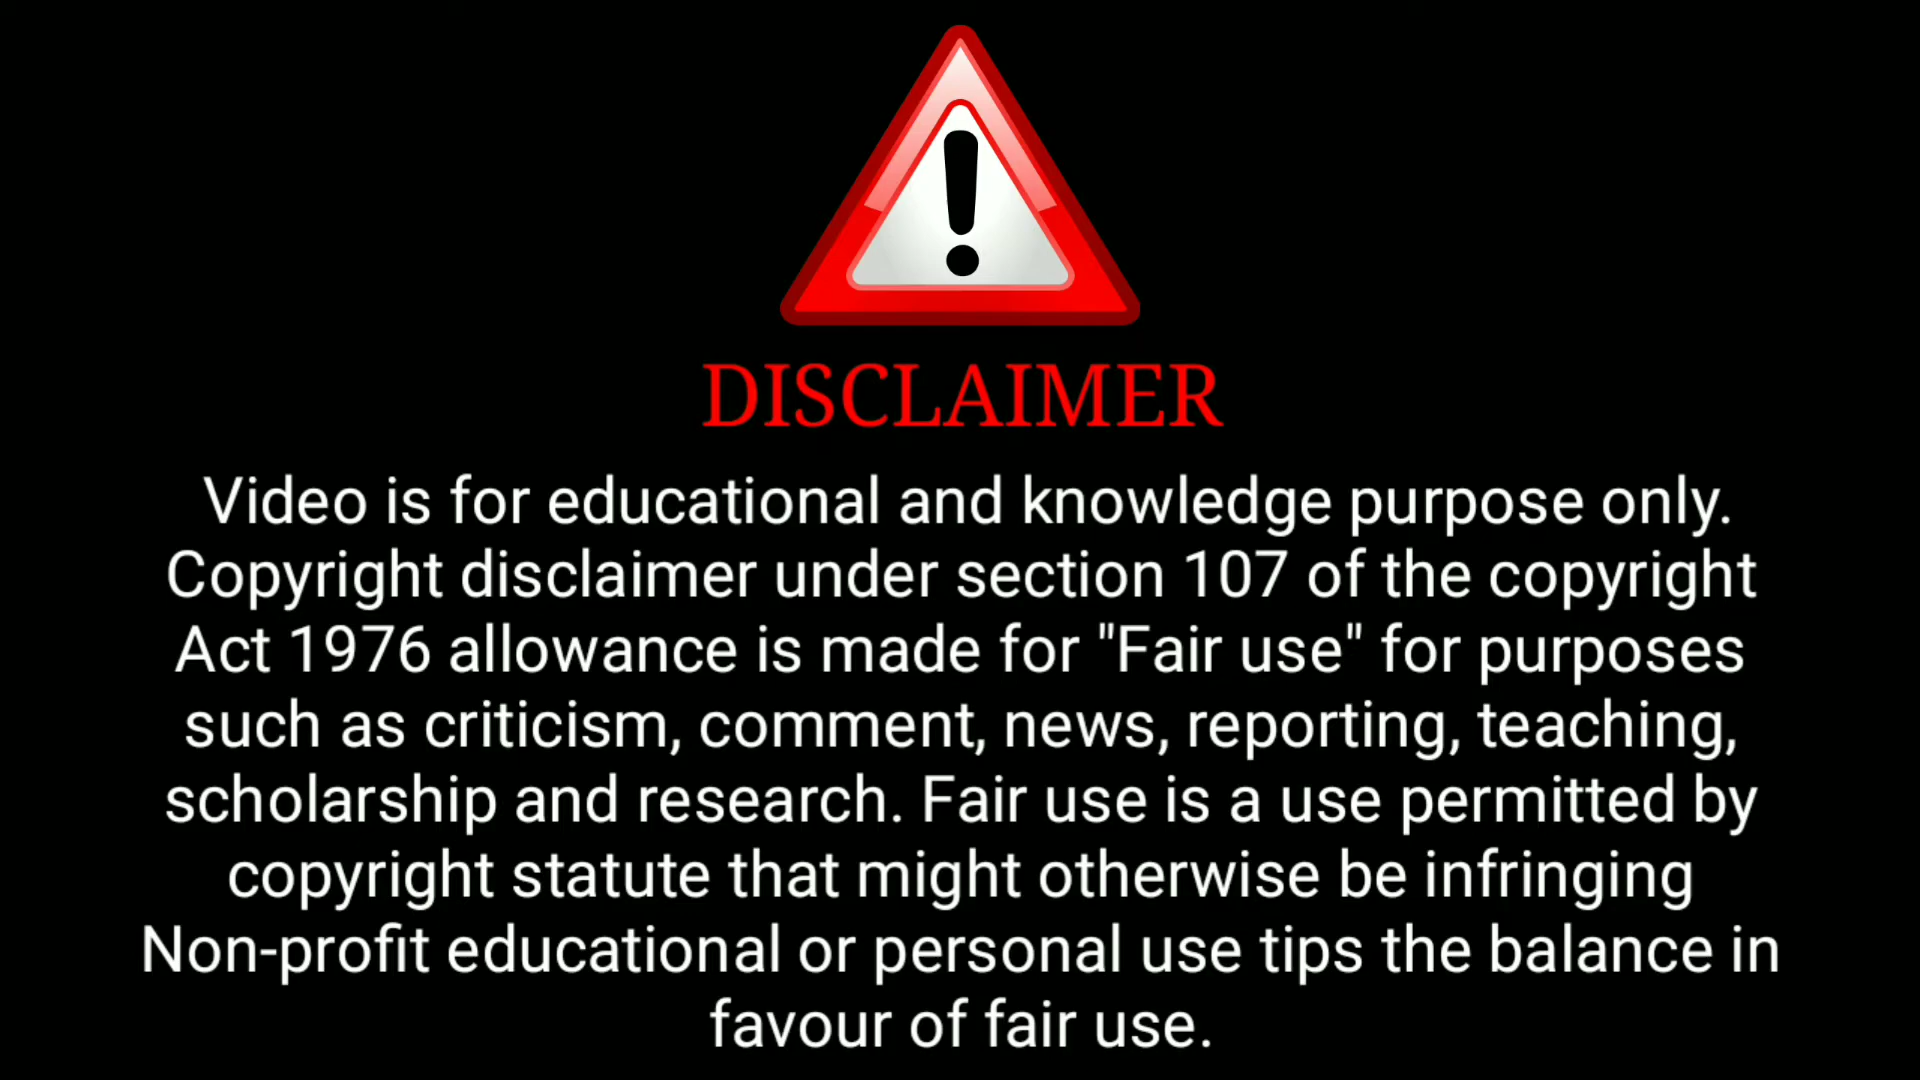 DISCLAIMER
Video is for educational and knowledge purpose only.
Copyright disclaimer under section 107 of the copyright
Act 1976 allowance is made for "Fair use" for purposes
such as criticism, comment, news, reporting, teaching,
scholarship and research. Fair use is a use permitted by
copyright statute that might otherwise be infringing
Non-profit educational or personal use tips the balance in
favour of fair use.